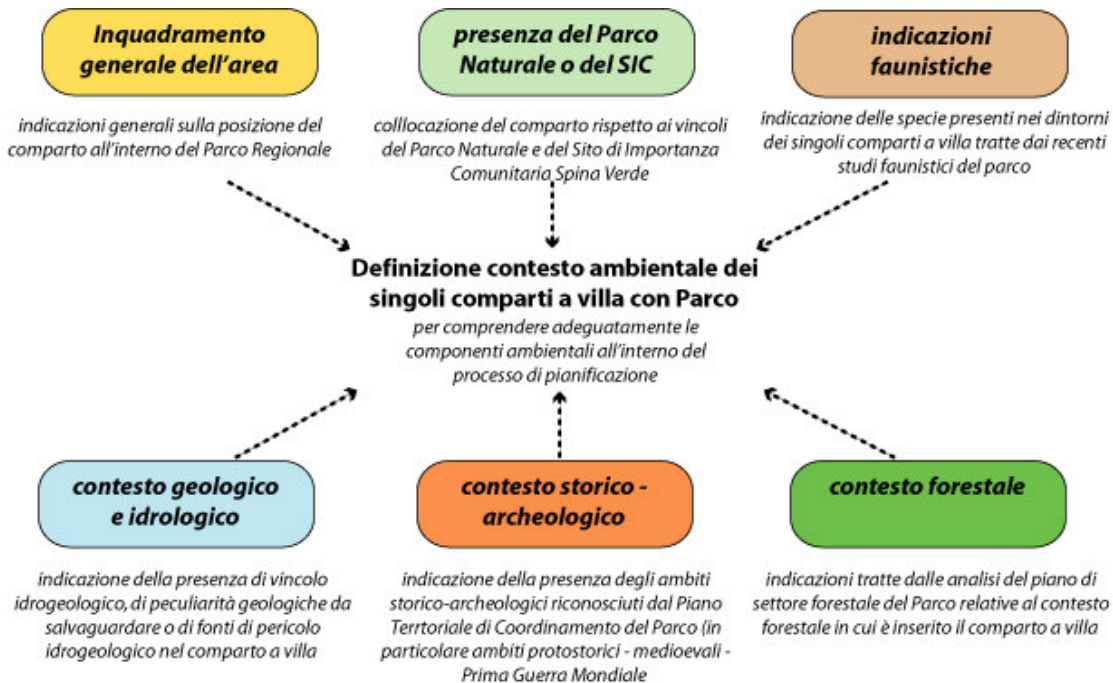 Inquadramento
generale dell'area
indicazioni generali sulla posizione del
comparto all'interno del Parco Regionale
presenza del Parco
Naturale o del SIC
colllocazione del comparto rispetto ai vincoli
del Parco Naturale e del Sito di Importanza
Comunitaria Spina Verde
indicazioni
faunistiche
indicazione delle specie presenti nei dintorni
dei singoli comparti a villa tratte dai recenti
studi faunistici del parco
Definizione contesto ambientale dei
singoli comparti a villa con Parco
per comprendere adeguatamente le
componenti ambientali all'interno del
processo di pianificazione
contesto geologico
e idrologico
indicazione della presenza di vincolo
idrogeologico, di peculiarità geologiche da
salvaguardare o di fonti di pericolo
idrogeologico nel comparto a villa
contesto storico -
archeologico
indicazione della presenza degli ambiti
storico-archeologici riconosciuti dal Piano
Terrtoriale di Coordinamento del Parco (in
particolare ambiti protostorici - medioevali -
Prima Guerra Mondiale
contesto forestale
indicazioni tratte dalle analisi del piano di
settore forestale del Parco relative al contesto
forestale in cui è inserito il comparto a villa